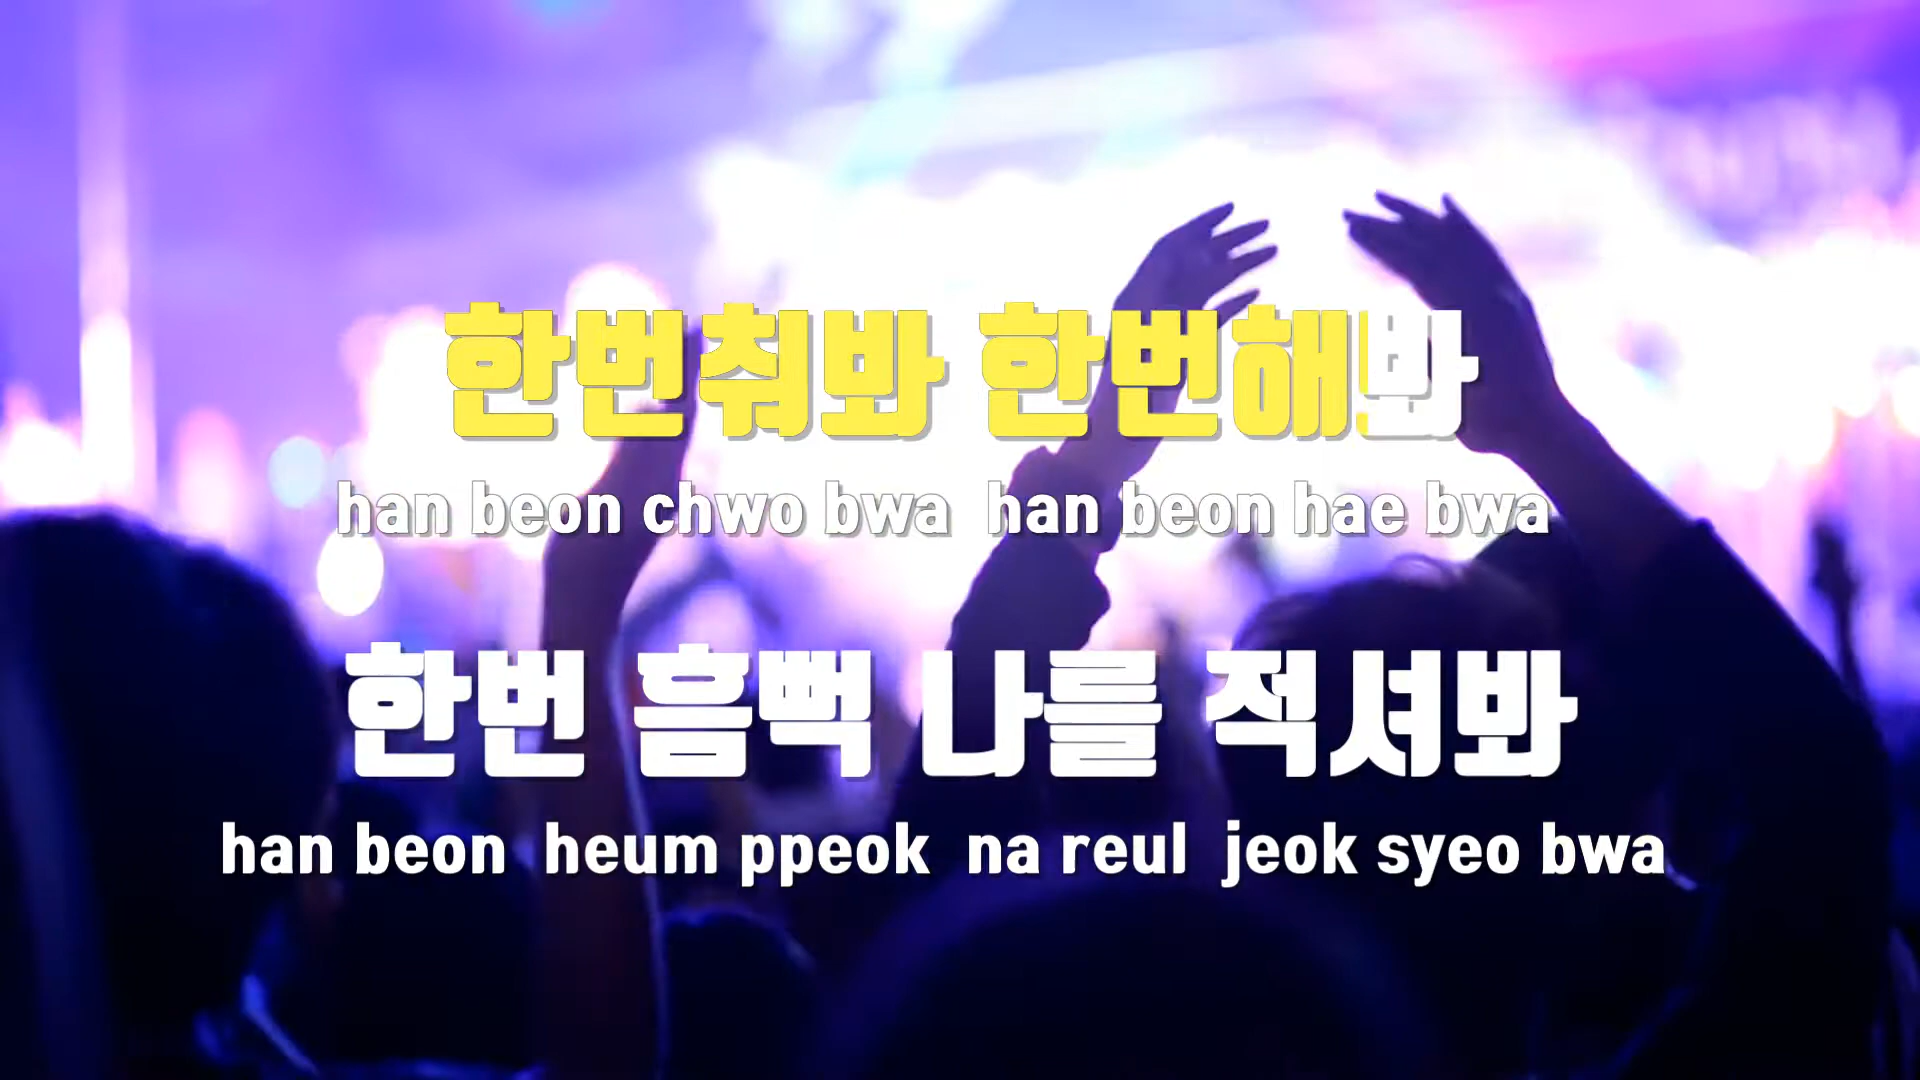 한번춰봐 한번해봐
han beon chwo bwa han beon hae bwa
한번 흠뻑 나를 적셔봐
han beon heum ppeok na reul jeok syeo bwa